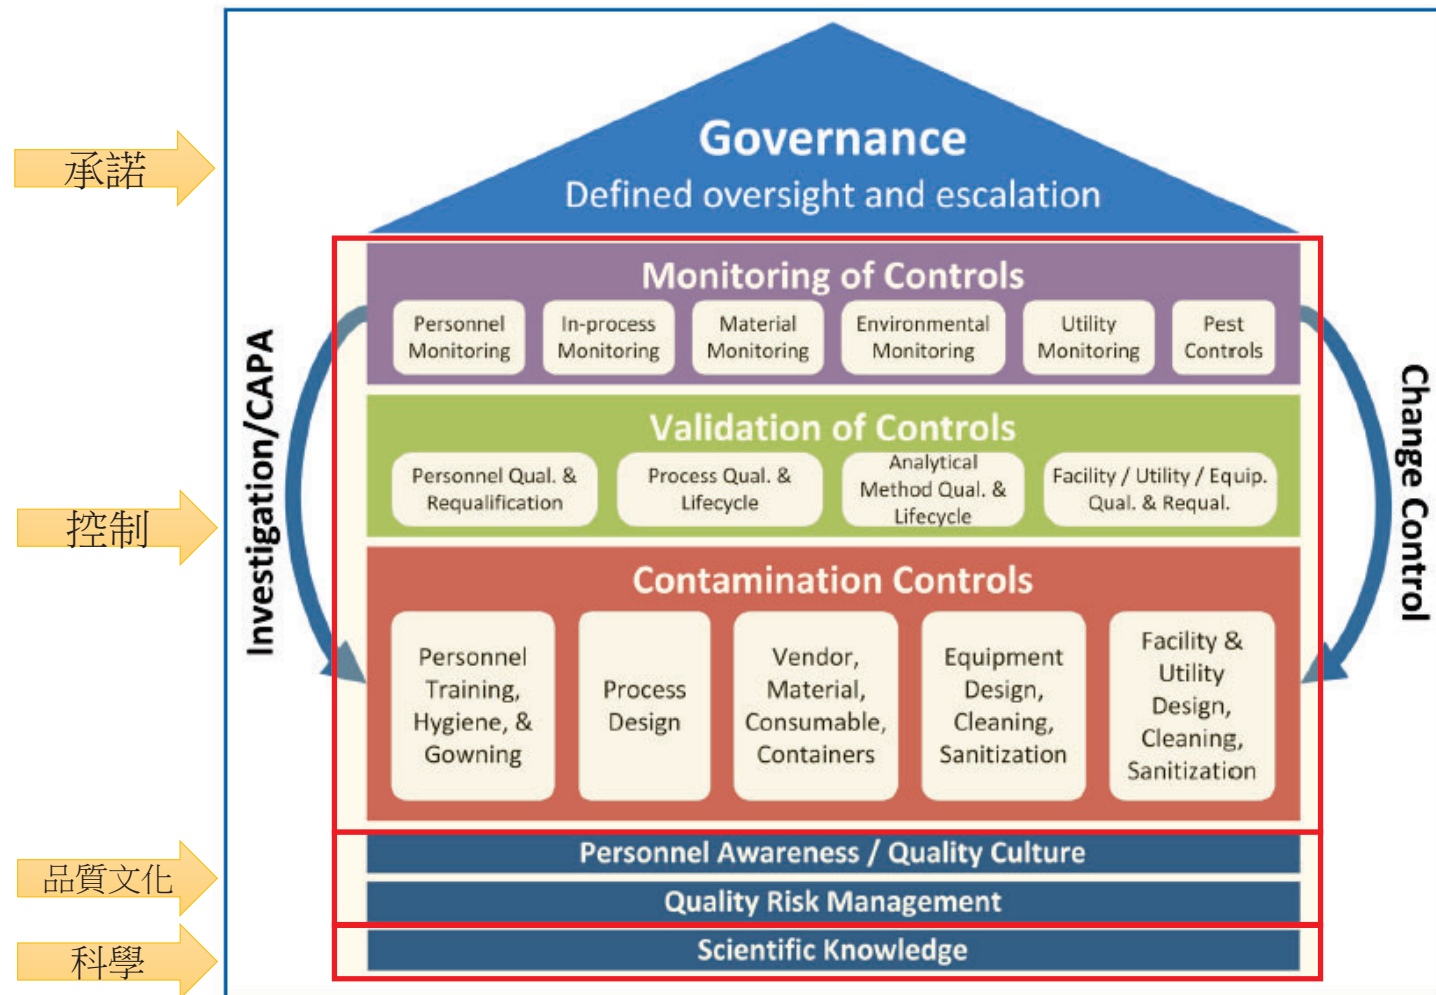 承諾
Governance
Defined oversight and escalation
Monitoring of Controls
Personnel
Monitoring
In-process
Monitoring
Material
Monitoring
Environmental
Monitoring
Utility
Monitoring
Pest
Controls
Investigation/CAPA
Change Control
控制
Validation of Controls
Personnel Qual. &
Requalification
Process Qual. &
Lifecycle
Analytical
Method Qual. &
Lifecycle
Facility / Utility / Equip.
Qual. & Requal.
Contamination Controls
Personnel
Training,
Hygiene, &
Gowning
Process
Design
Vendor,
Material,
Consumable,
Containers
Equipment
Design,
Cleaning,
Sanitization
Facility &
Utility
Design,
Cleaning,
Sanitization
品質文化
Personnel Awareness / Quality Culture
Quality Risk Management
科學
Scientific Knowledge